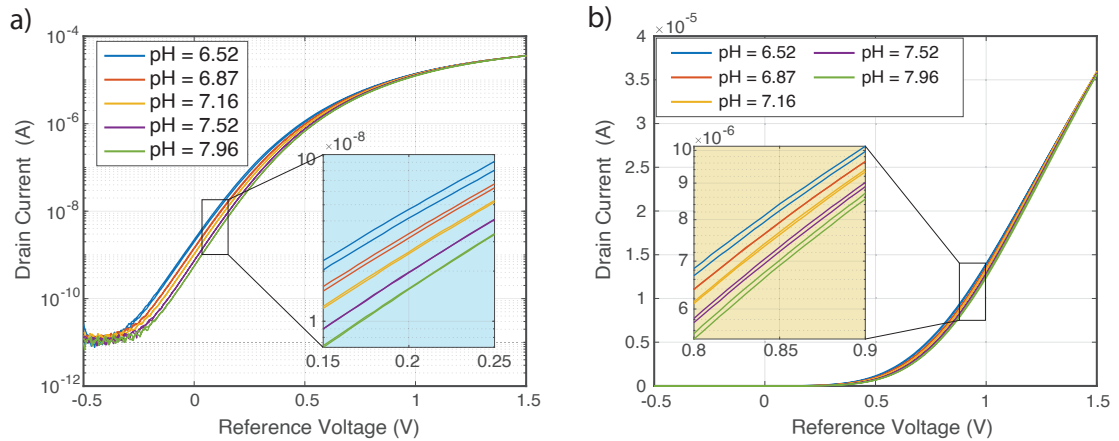 a)
10⁻⁴
10⁻⁶
10⁻⁸
10⁻¹⁰
10⁻¹²
Drain Current (A)
pH = 6.52
pH = 6.87
pH = 7.16
pH = 7.52
pH = 7.96
×10⁻⁸
10
1
0.15
0.2
0.25
-0.5
0
0.5
1
1.5
Reference Voltage (V)
b)
×10⁻⁵
4
3.5
3
2.5
2
1.5
1
0.5
0
Drain Current (A)
pH = 6.52
pH = 7.52
pH = 6.87
pH = 7.96
pH = 7.16
×10⁻⁶
10
9
8
7
6
0.8
0.85
0.9
-0.5
0
0.5
1
1.5
Reference Voltage (V)